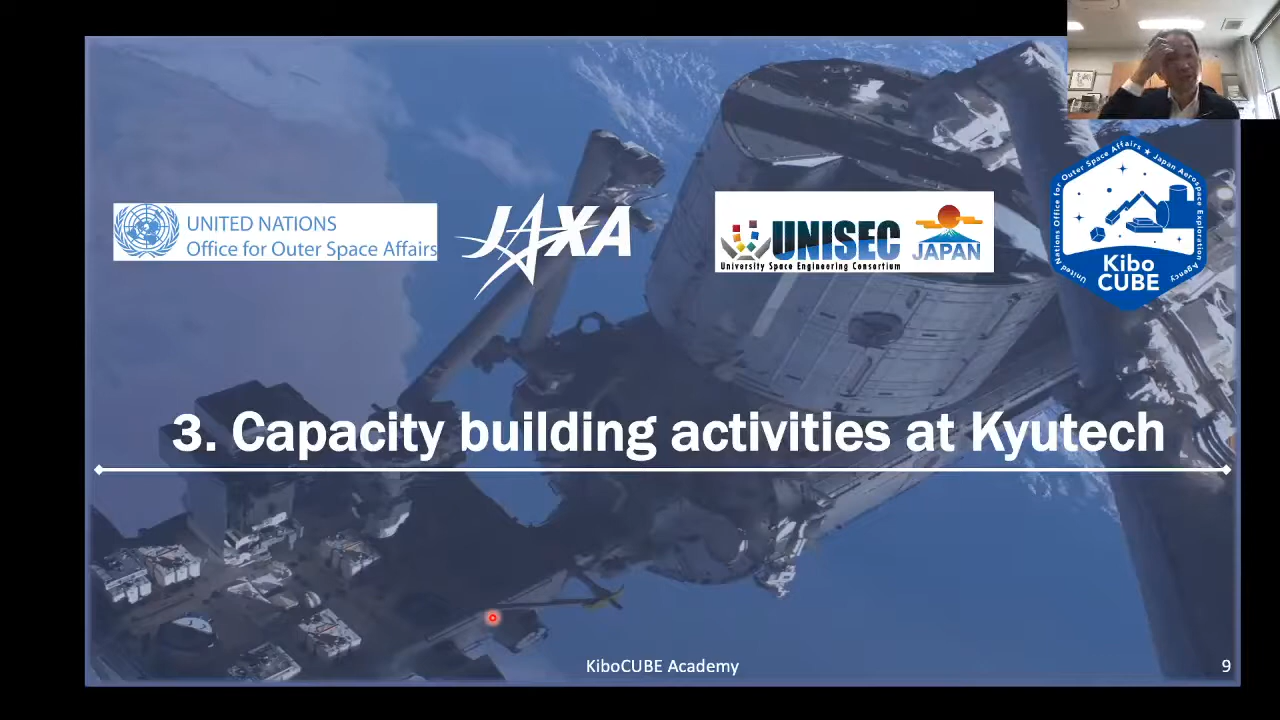 UNITED NATIONS
Office for Outer Space Affairs
JAXA
UNISEC
University Space Engineering Consortium
JAPAN
United Nations Office for Outer Space Affairs ★ Japan Aerospace Exploration Agency
Kibo
CUBE
3. Capacity building activities at Kyutech
KiboCUBE Academy
9